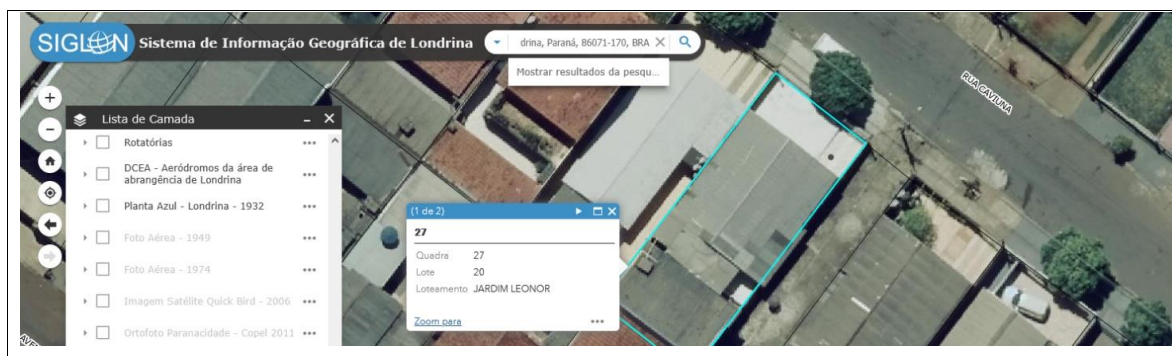 SIGLON Sistema de Informação Geográfica de Londrina
drina, Paraná, 86071-170, BRA
Mostrar resultados da pesqu...
RUA CAVIUNA
Lista de Camada
Rotatórias
DCEA - Aeródromos da área de
abrangência de Londrina
Planta Azul - Londrina - 1932
Foto Aérea - 1949
Foto Aérea - 1974
Imagem Satélite Quick Bird - 2006
Ortofoto Paranacidade - Copel 2011
(1 de 2)
27
Quadra 27
Lote 20
Loteamento JARDIM LEONOR
Zoom para